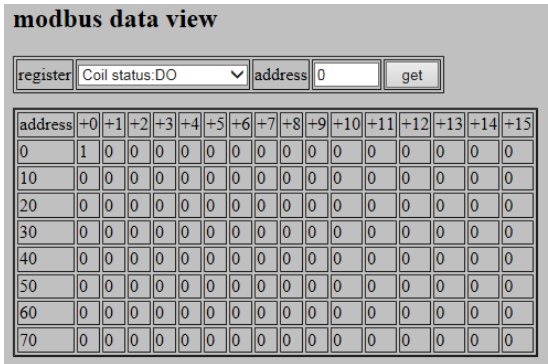 modbus data view
register Coil status:DO address 0 get
address +0 +1 +2 +3 +4 +5 +6 +7 +8 +9 +10 +11 +12 +13 +14 +15
0 1 0 0 0 0 0 0 0 0 0 0 0 0 0 0 0
10 0 0 0 0 0 0 0 0 0 0 0 0 0 0 0 0
20 0 0 0 0 0 0 0 0 0 0 0 0 0 0 0 0
30 0 0 0 0 0 0 0 0 0 0 0 0 0 0 0 0
40 0 0 0 0 0 0 0 0 0 0 0 0 0 0 0 0
50 0 0 0 0 0 0 0 0 0 0 0 0 0 0 0 0
60 0 0 0 0 0 0 0 0 0 0 0 0 0 0 0 0
70 0 0 0 0 0 0 0 0 0 0 0 0 0 0 0 0